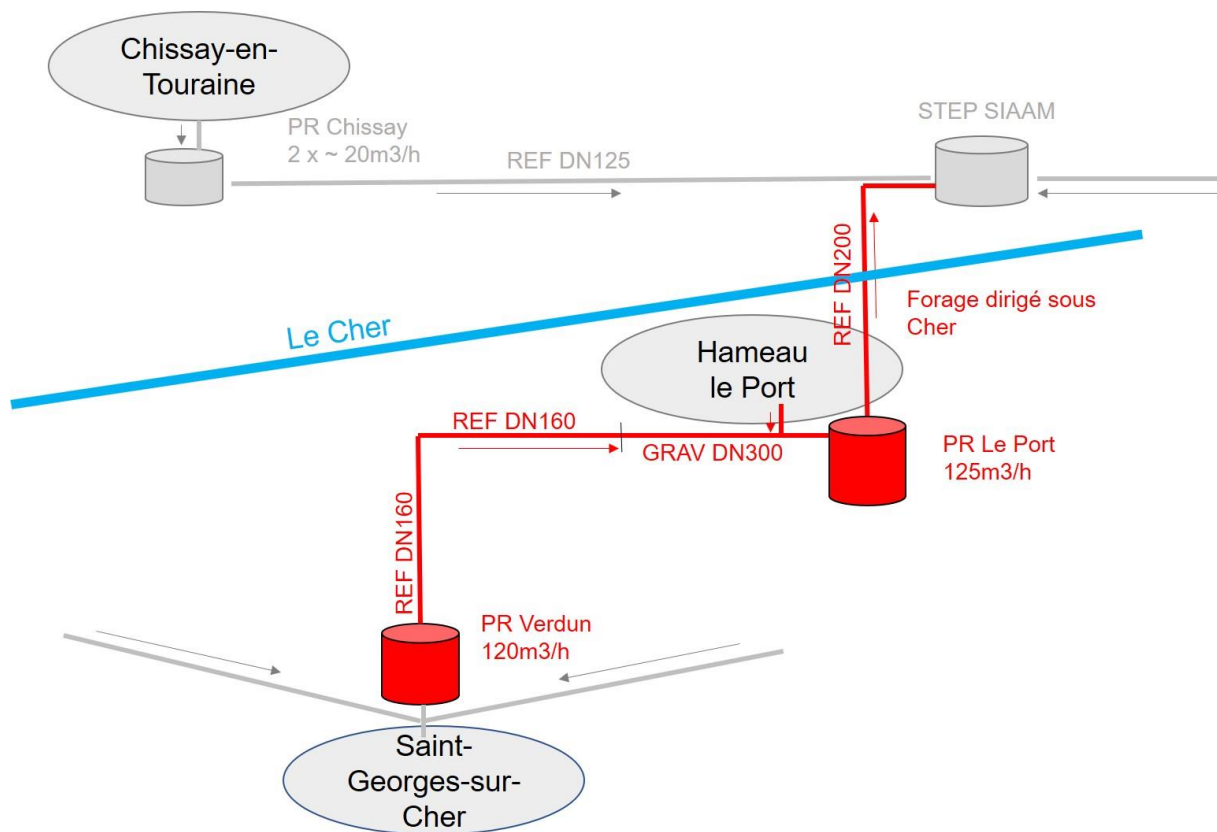 Chissay-en-
Touraine
PR Chissay
2 x ~ 20m3/h
REF DN125
STEP SIAAM
REF DN200
Forage dirigé sous
Cher
Le Cher
Hameau
le Port
REF DN160
GRAV DN300
PR Le Port
125m3/h
REF DN160
PR Verdun
120m3/h
Saint-
Georges-sur-
Cher